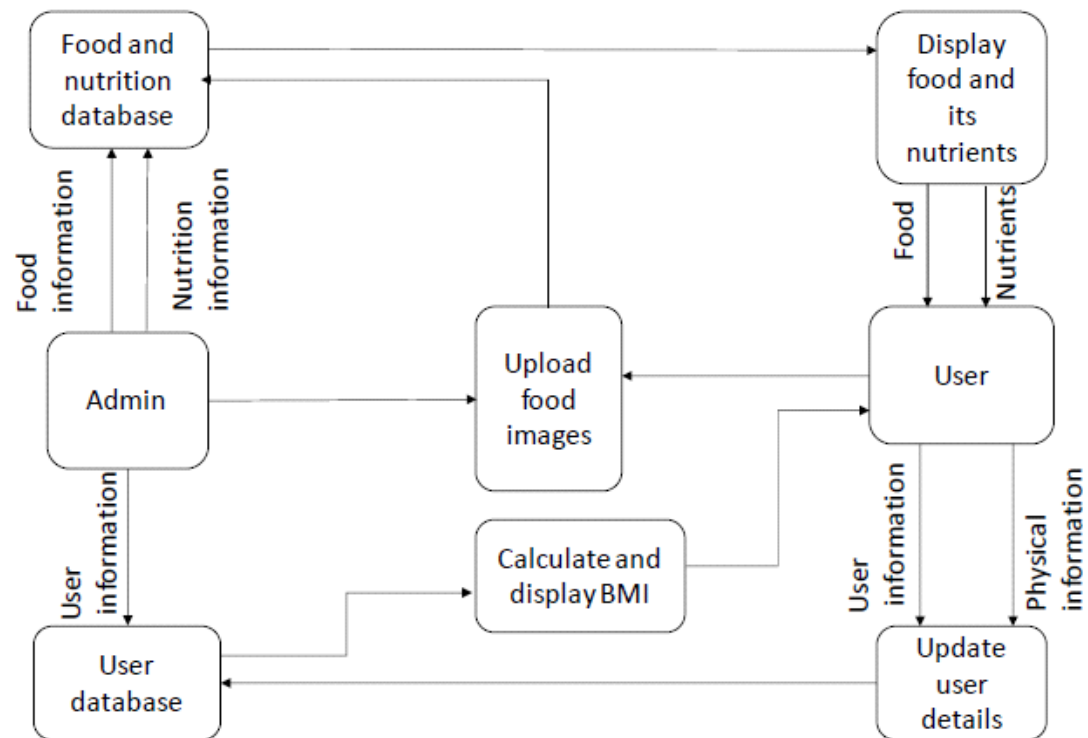 Food and
nutrition
database
Display
food and
its
nutrients
Food
information
Nutrition
information
Food
Nutrients
Admin
Upload
food
images
User
User
information
Calculate and
display BMI
User
information
Physical
information
User
database
Update
user
details